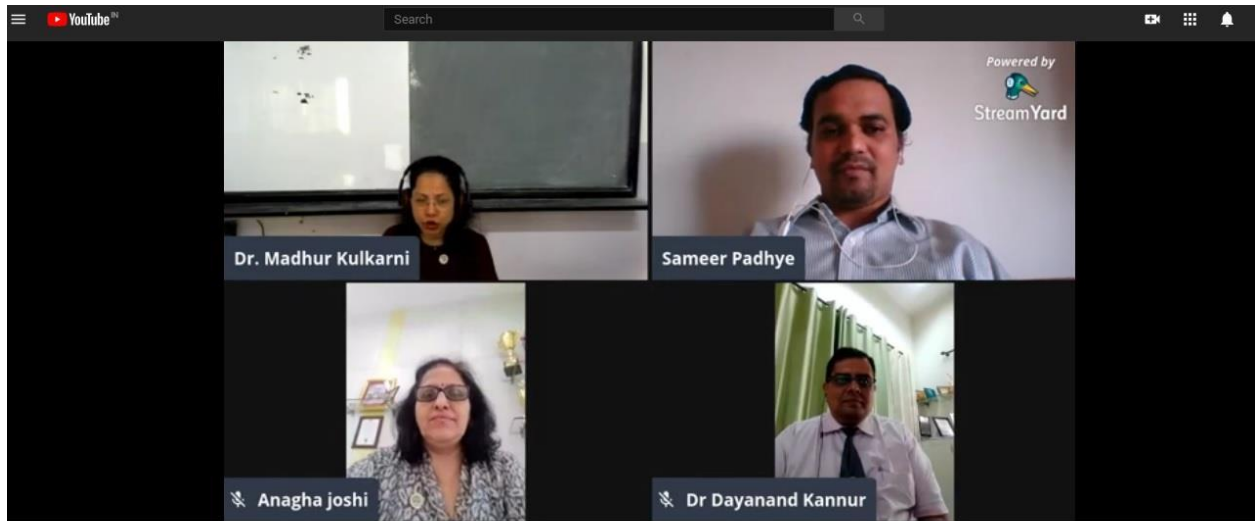 YouTube IN
Search
Powered by
StreamYard
Dr. Madhur Kulkarni
Sameer Padhye
Anagha joshi
Dr Dayanand Kannur